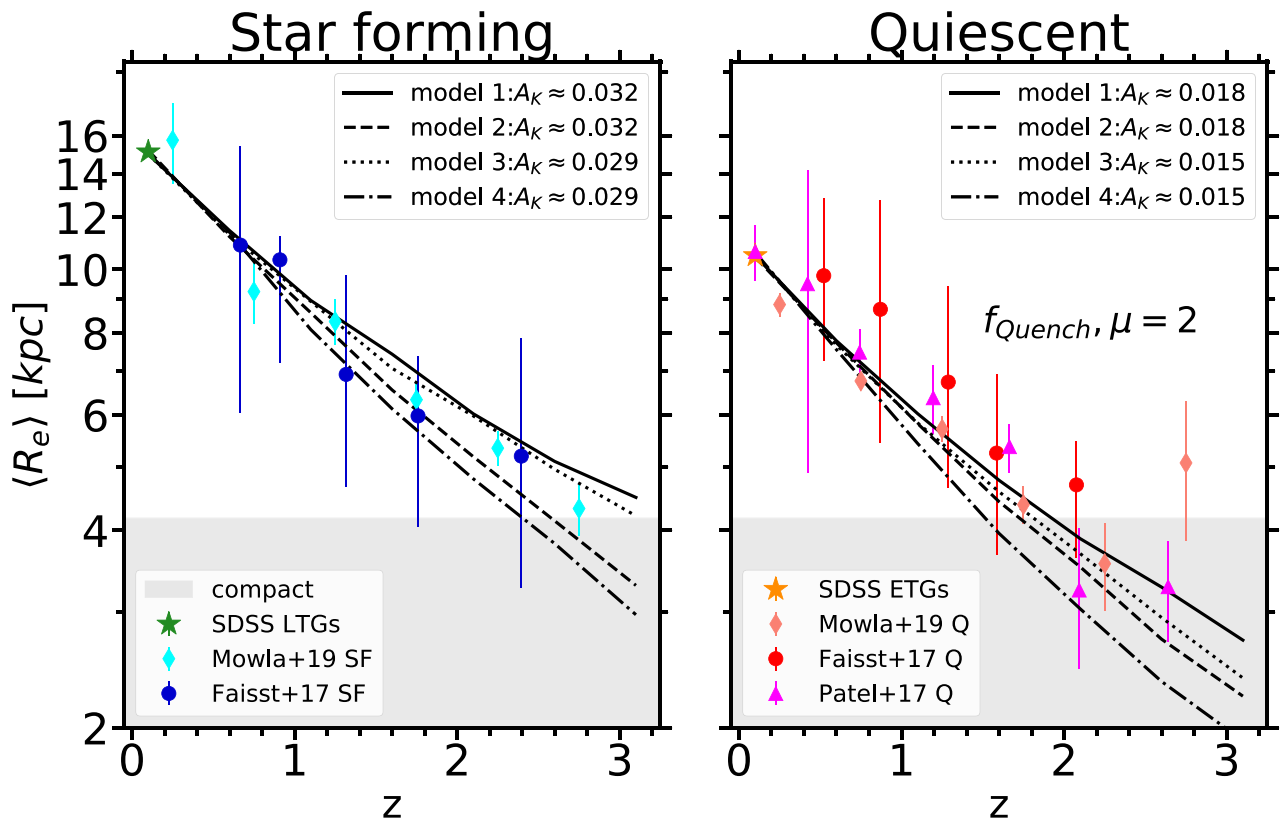 Star forming
Quiescent
model 1:A_K ≈ 0.032
model 2:A_K ≈ 0.032
model 3:A_K ≈ 0.029
model 4:A_K ≈ 0.029
model 1:A_K ≈ 0.018
model 2:A_K ≈ 0.018
model 3:A_K ≈ 0.015
model 4:A_K ≈ 0.015
16
14
12
10
8
6
4
2
⟨R_e⟩ [kpc]
f_Quench, μ = 2
compact
SDSS LTGs
Mowla+19 SF
Faisst+17 SF
SDSS ETGs
Mowla+19 Q
Faisst+17 Q
Patel+17 Q
0 1 2 3
0 1 2 3
z
z